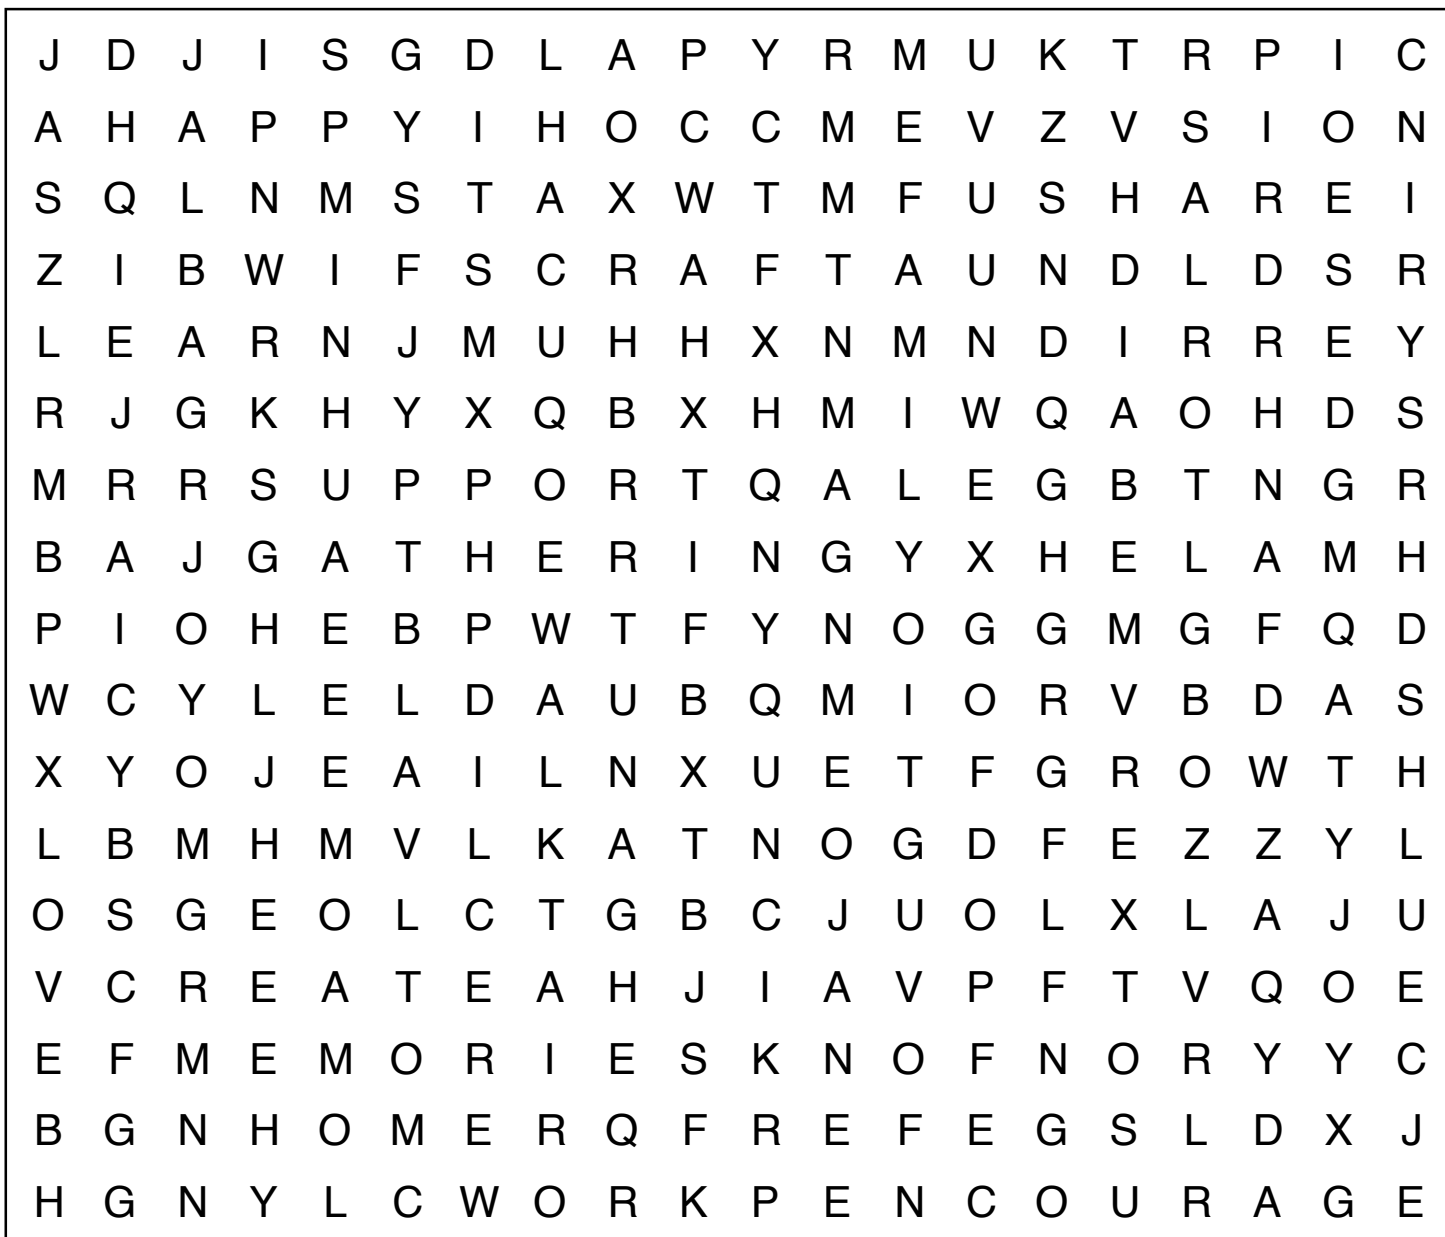 J D J I S G D L A P Y R M U K T R P I C
A H A P P Y I H O C C M E V Z V S I O N
S Q L N M S T A X W T M F U S H A R E I
Z I B W I F S C R A F T A U N D L D S R
L E A R N J M U H H X N M N D I R R E Y
R J G K H Y X Q B X H M I W Q A O H D S
M R R S U P P O R T Q A L E G B T N G R
B A J G A T H E R I N G Y X H E L A M H
P I O H E B P W T F Y N O G G M G F Q D
W C Y L E L D A U B Q M I O R V B D A S
X Y O J E A I L N X U E T F G R O W T H
L B M H M V L K A T N O G D F E Z Z Y L
O S G E O L C T G B C J U O L X L A J U
V C R E A T E A H J I A V P F T V Q O E
E F M E M O R I E S K N O F N O R Y Y C
B G N H O M E R Q F R E F E G S L D X J
H G N Y L C W O R K P E N C O U R A G E